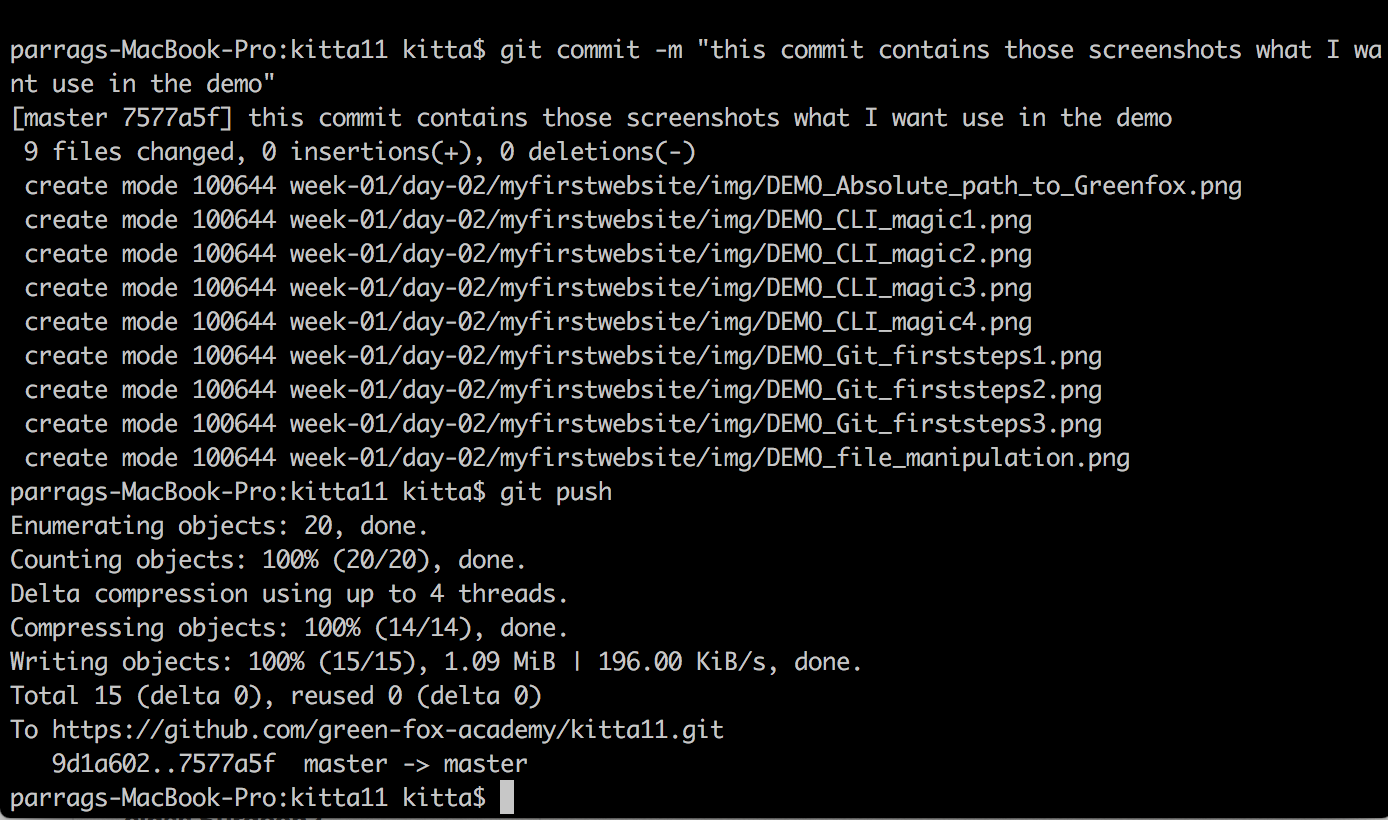 parrags-MacBook-Pro:kitta11 kitta$ git commit -m "this commit contains those screenshots what I wa
nt use in the demo"
[master 7577a5f] this commit contains those screenshots what I want use in the demo
 9 files changed, 0 insertions(+), 0 deletions(-)
 create mode 100644 week-01/day-02/myfirstwebsite/img/DEMO_Absolute_path_to_Greenfox.png
 create mode 100644 week-01/day-02/myfirstwebsite/img/DEMO_CLI_magic1.png
 create mode 100644 week-01/day-02/myfirstwebsite/img/DEMO_CLI_magic2.png
 create mode 100644 week-01/day-02/myfirstwebsite/img/DEMO_CLI_magic3.png
 create mode 100644 week-01/day-02/myfirstwebsite/img/DEMO_CLI_magic4.png
 create mode 100644 week-01/day-02/myfirstwebsite/img/DEMO_Git_firststeps1.png
 create mode 100644 week-01/day-02/myfirstwebsite/img/DEMO_Git_firststeps2.png
 create mode 100644 week-01/day-02/myfirstwebsite/img/DEMO_Git_firststeps3.png
 create mode 100644 week-01/day-02/myfirstwebsite/img/DEMO_file_manipulation.png
parrags-MacBook-Pro:kitta11 kitta$ git push
Enumerating objects: 20, done.
Counting objects: 100% (20/20), done.
Delta compression using up to 4 threads.
Compressing objects: 100% (14/14), done.
Writing objects: 100% (15/15), 1.09 MiB | 196.00 KiB/s, done.
Total 15 (delta 0), reused 0 (delta 0)
To https://github.com/green-fox-academy/kitta11.git
   9d1a602..7577a5f  master -> master
parrags-MacBook-Pro:kitta11 kitta$